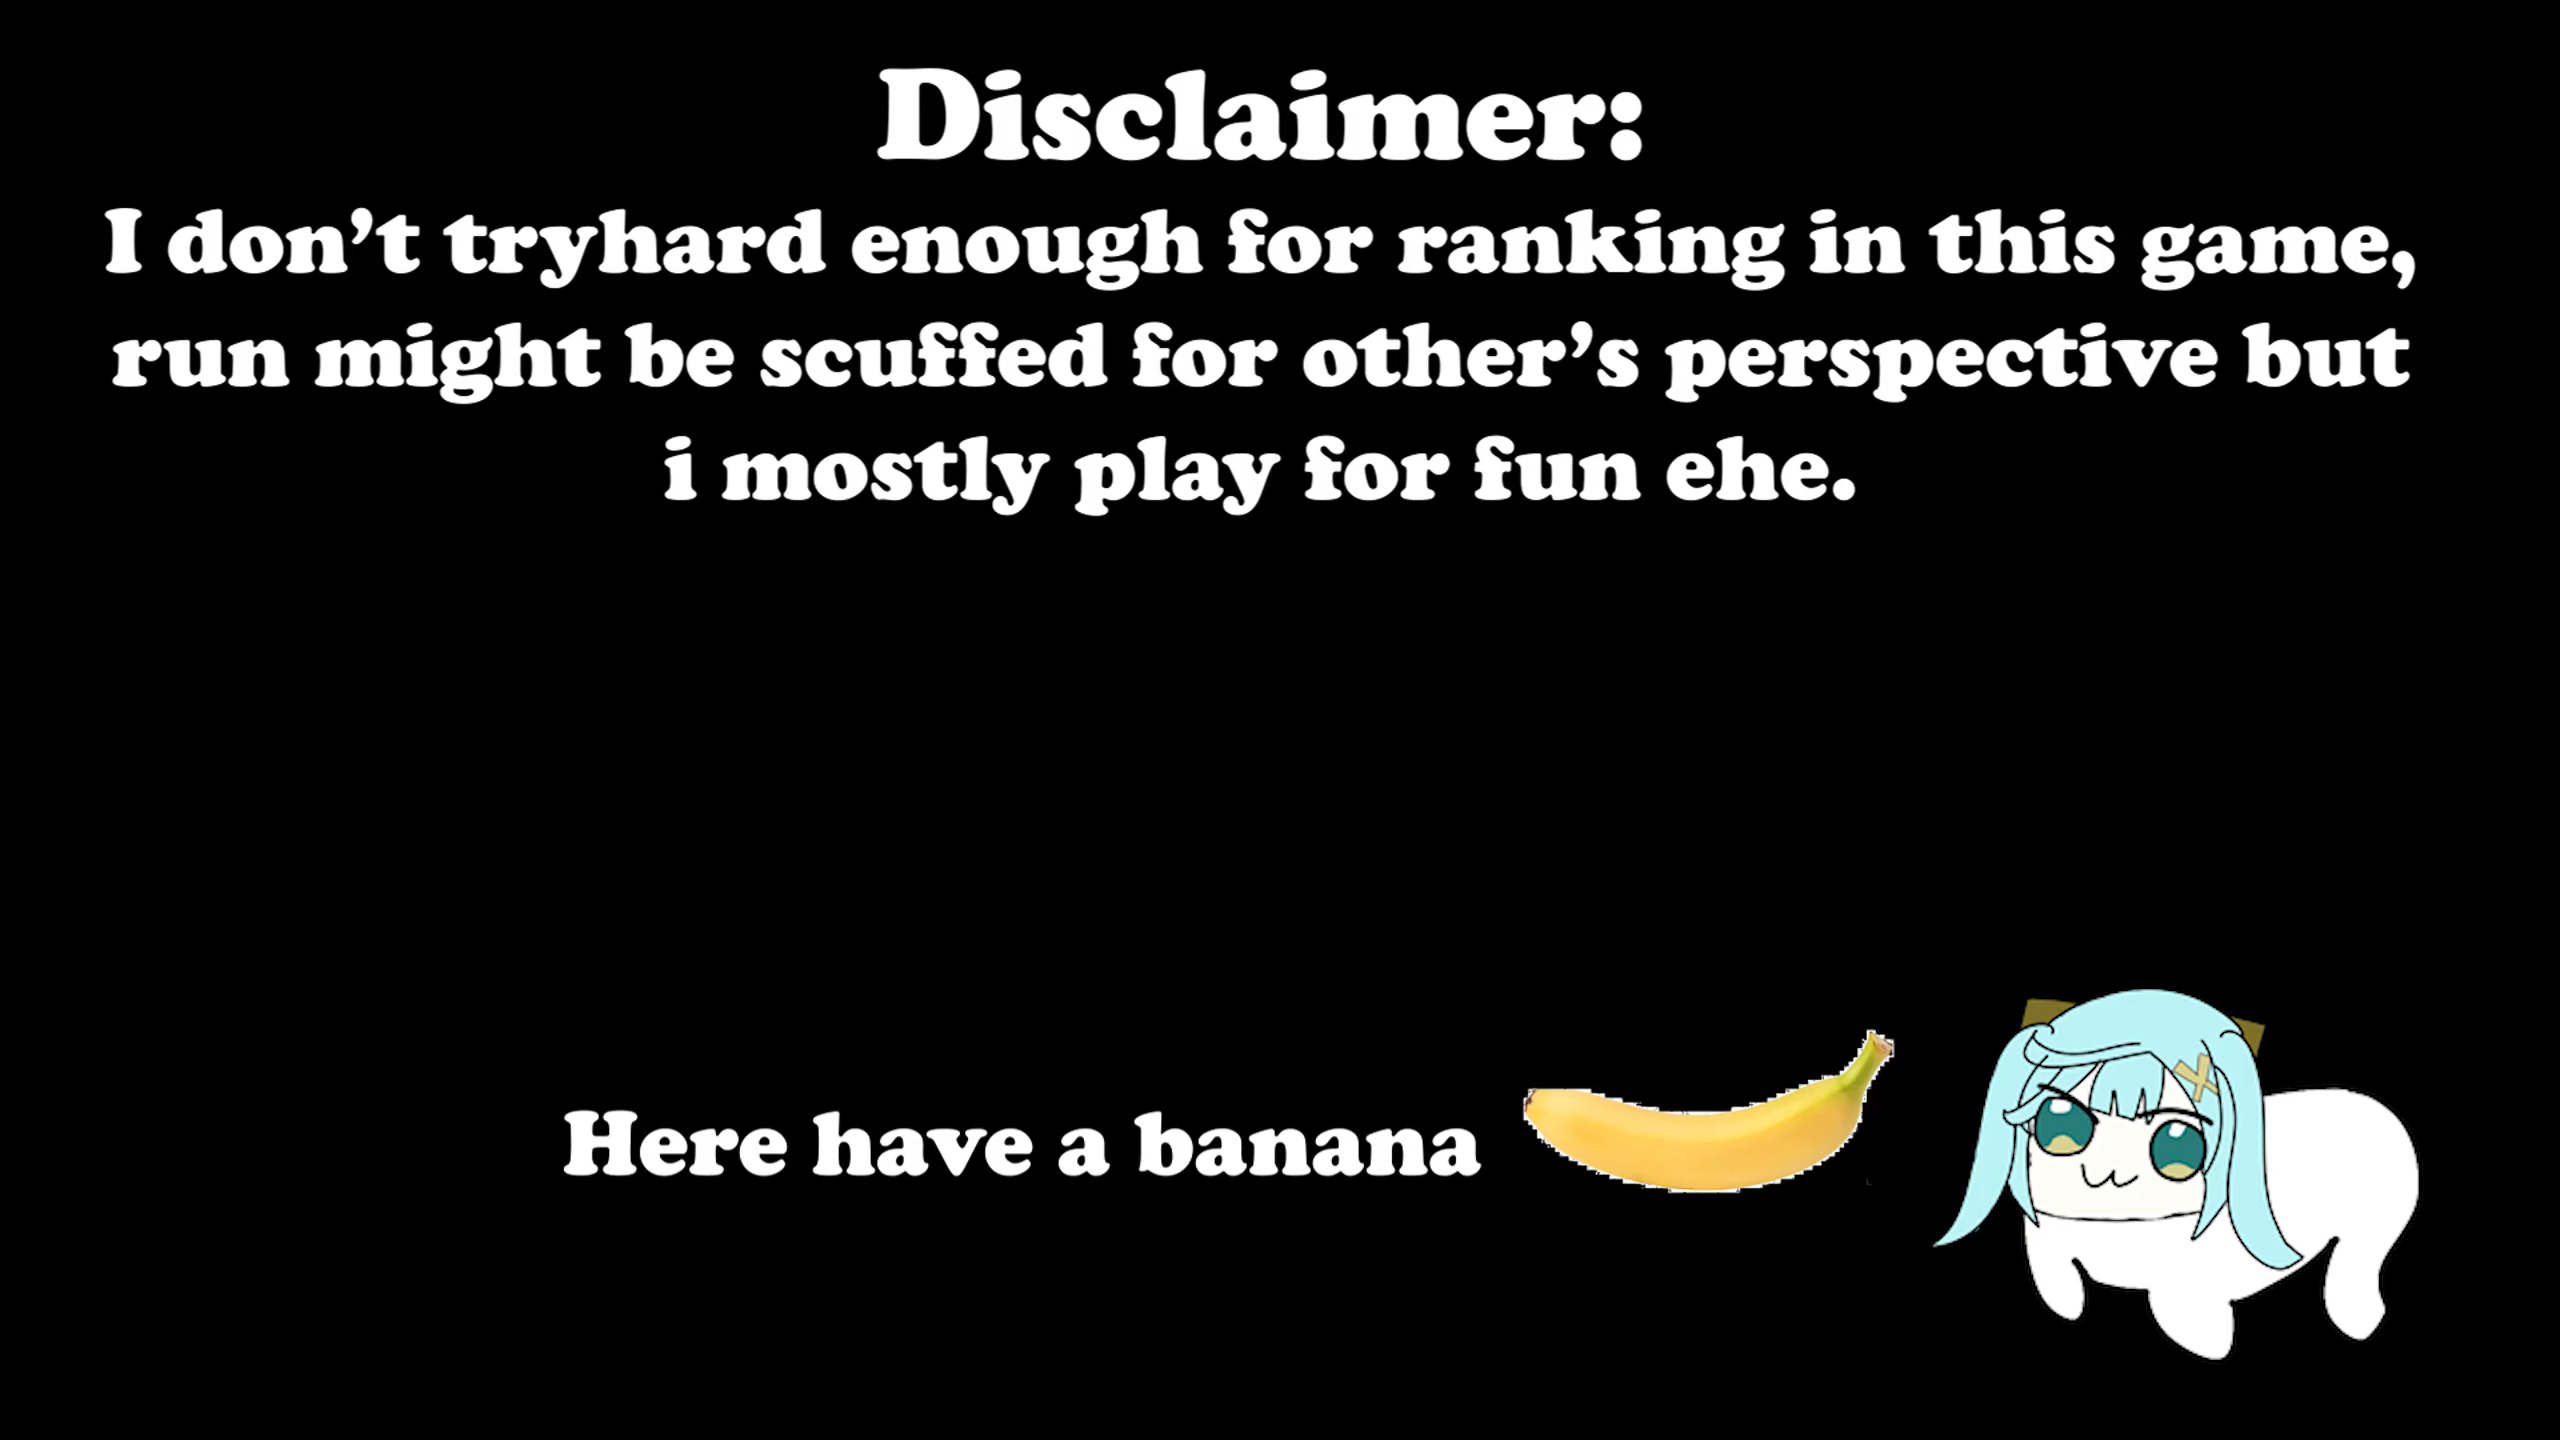 Disclaimer:
I don’t tryhard enough for ranking in this game,
run might be scuffed for other’s perspective but
i mostly play for fun ehe.
Here have a banana